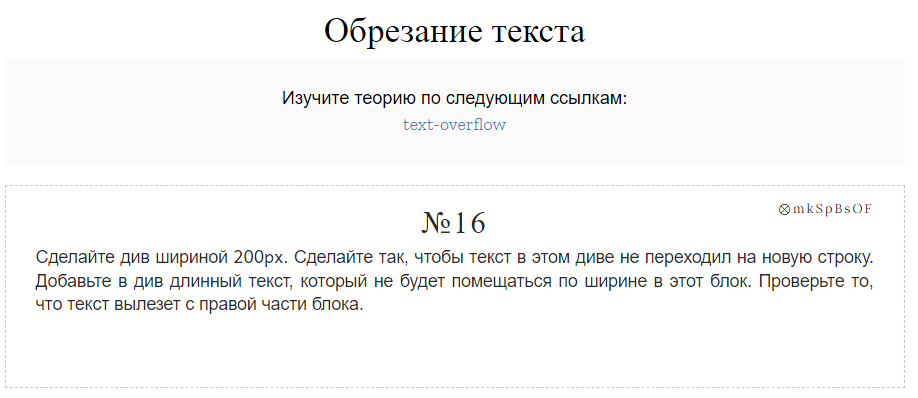 Обрезание текста
Изучите теорию по следующим ссылкам:
text-overflow
⊗mkSpBsOF
№16
Сделайте див шириной 200px. Сделайте так, чтобы текст в этом диве не переходил на новую строку.
Добавьте в див длинный текст, который не будет помещаться по ширине в этот блок. Проверьте то,
что текст вылезет с правой части блока.